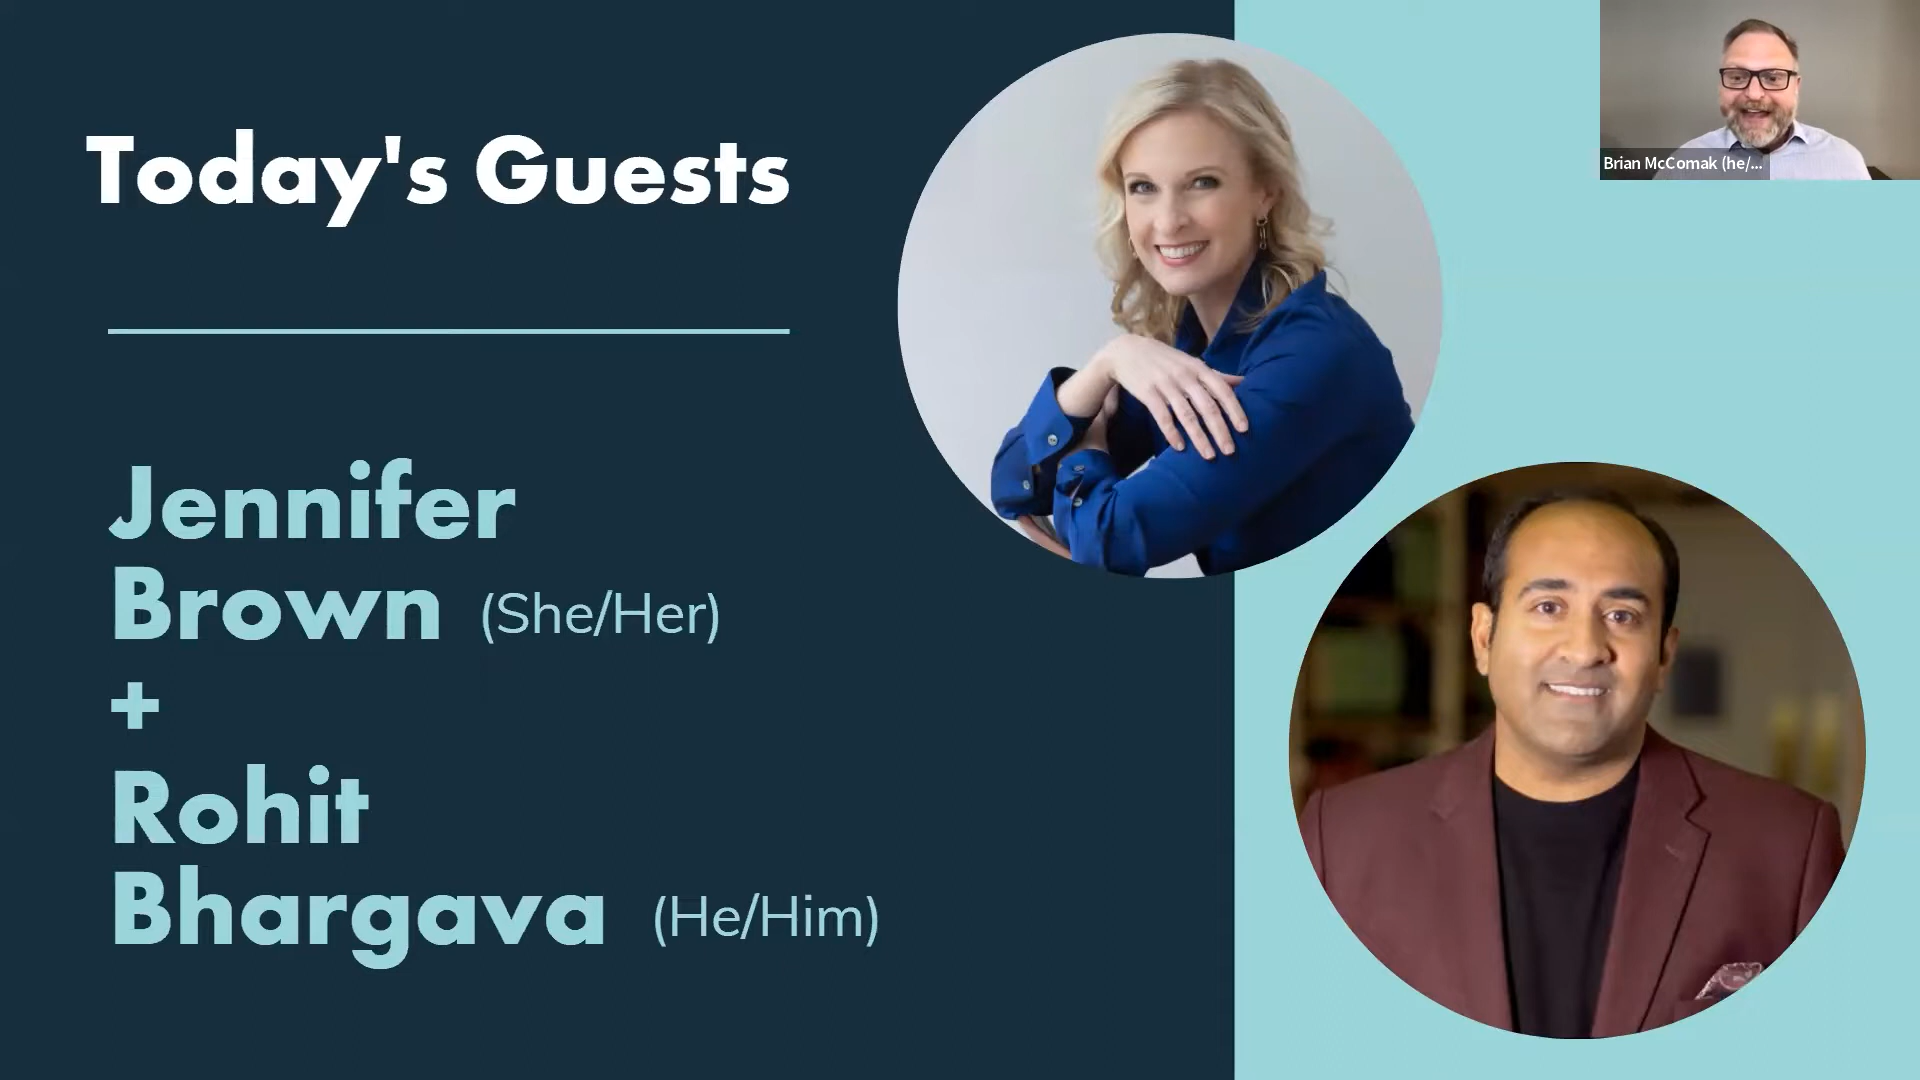 Today's Guests
Jennifer
Brown (She/Her)
+
Rohit
Bhargava (He/Him)
Brian McComak (he/...